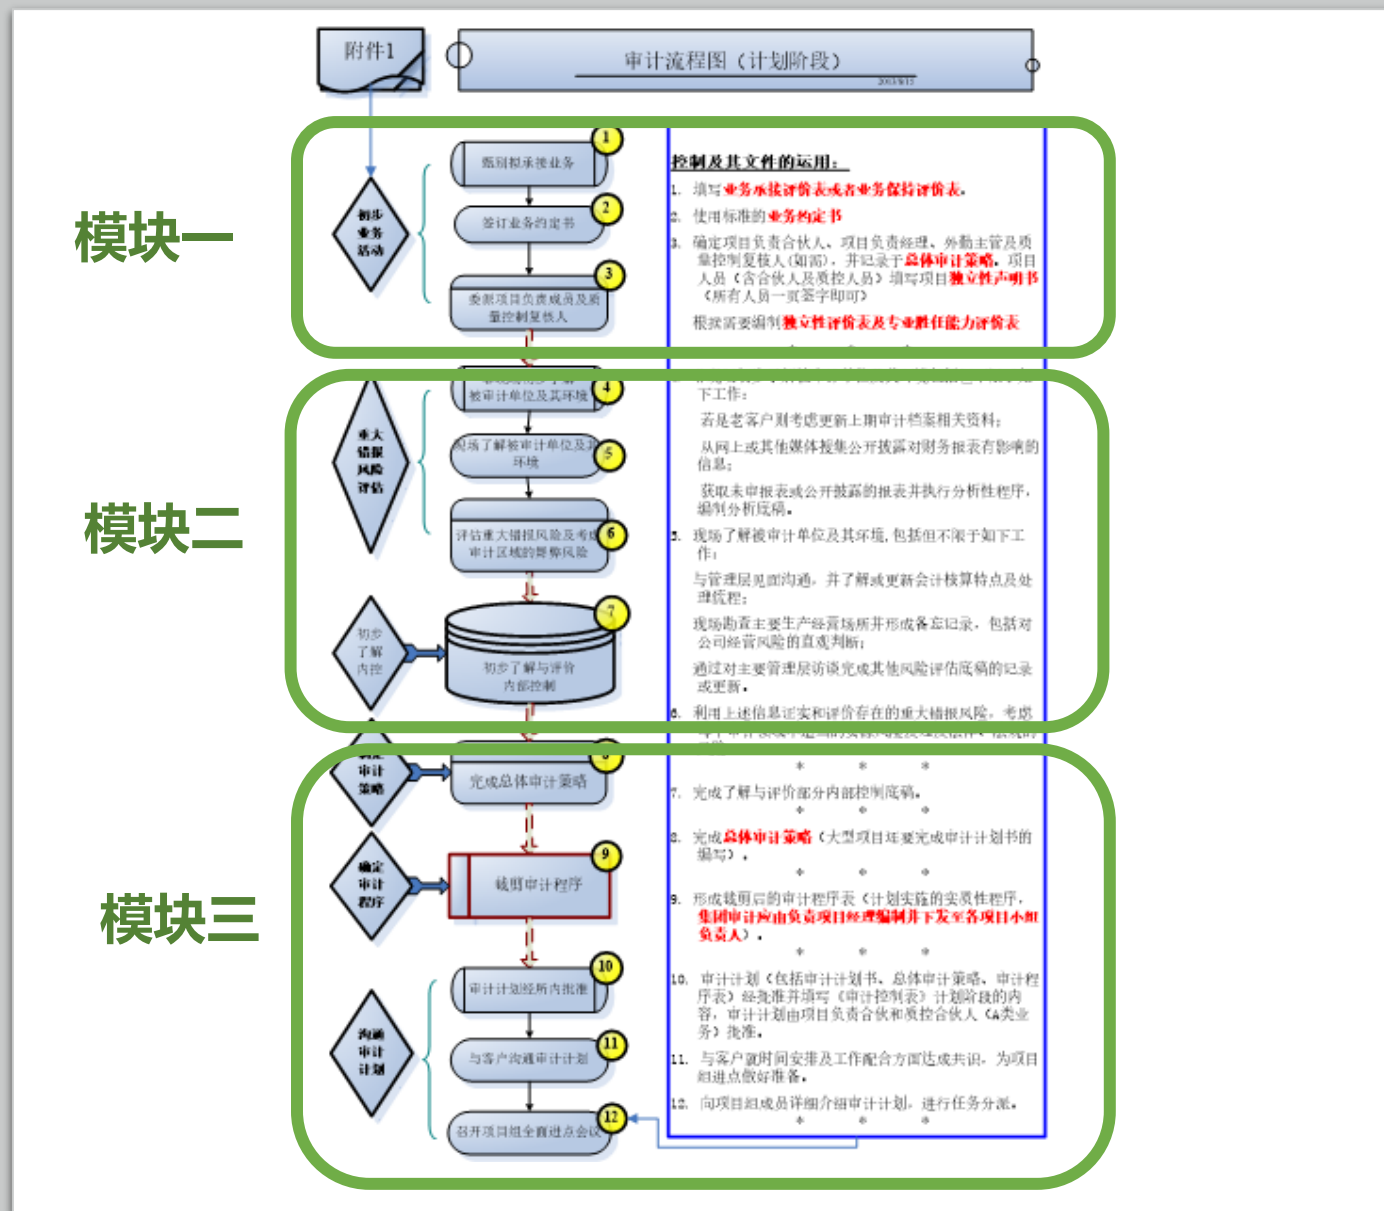 附件1
审计流程图（计划阶段）
模块一
初步
业务
活动
1
甄别拟承接业务
2
签订业务约定书
3
委派项目负责成员及质
量控制复核人
控制及其文件的运用：
1. 填写业务承接评价表或者业务保持评价表。
2. 使用标准的业务约定书
3. 确定项目负责合伙人、项目负责经理、外勤主管及质
量控制复核人(如需)，并记录于总体审计策略。项目
人员（含合伙人及质控人员）填写项目独立性声明书
（所有人员一页签字即可）
根据需要编制独立性评价表及专业胜任能力评价表
模块二
重大
错报
风险
评估
4
被审计单位及其环境
5
现场了解被审计单位及其
环境
6
评估重大错报风险及考虑
审计区域的舞弊风险
初步
了解
内控
7
初步了解与评价
内部控制
下工作：
若是老客户则考虑更新上期审计档案相关资料；
从网上或其他媒体搜集公开披露对财务报表有影响的
信息；
获取未审报表或公开披露的报表并执行分析性程序，
编制分析底稿。
5. 现场了解被审计单位及其环境,包括但不限于如下工
作：
与管理层见面沟通，并了解或更新会计核算特点及处
理流程；
现场勘查主要生产经营场所并形成备忘记录，包括对
公司经营风险的直观判断；
通过对主要管理层访谈完成其他风险评估底稿的记录
或更新。
6. 利用上述信息证实和评价存在的重大错报风险，考虑
模块三
审计
策略
8
完成总体审计策略
确定
审计
程序
9
裁剪审计程序
沟通
审计
计划
10
审计计划经所内批准
11
与客户沟通审计计划
12
召开项目组全面进点会议
* * *
7. 完成了解与评价部分内部控制底稿。
* * *
8. 完成总体审计策略（大型项目还要完成审计计划书的
编写）。
* * *
9. 形成裁剪后的审计程序表（计划实施的实质性程序，
集团审计应由负责项目经理编制并下发至各项目小组
负责人）。
* * *
10. 审计计划（包括审计计划书、总体审计策略、审计程
序表）经批准并填写《审计控制表》计划阶段的内
容，审计计划由项目负责合伙和质控合伙人（A类业
务）批准。
11. 与客户就时间安排及工作配合方面达成共识，为项目
组进点做好准备。
12. 向项目组成员详细介绍审计计划，进行任务分派。
* * *